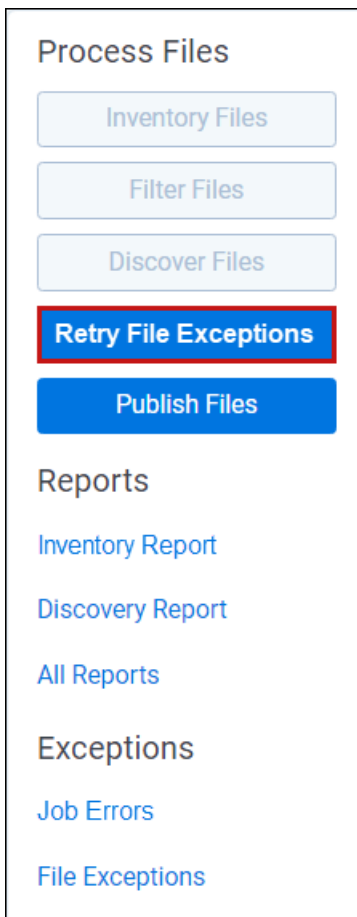 Process Files
Inventory Files
Filter Files
Discover Files
Retry File Exceptions
Publish Files
Reports
Inventory Report
Discovery Report
All Reports
Exceptions
Job Errors
File Exceptions